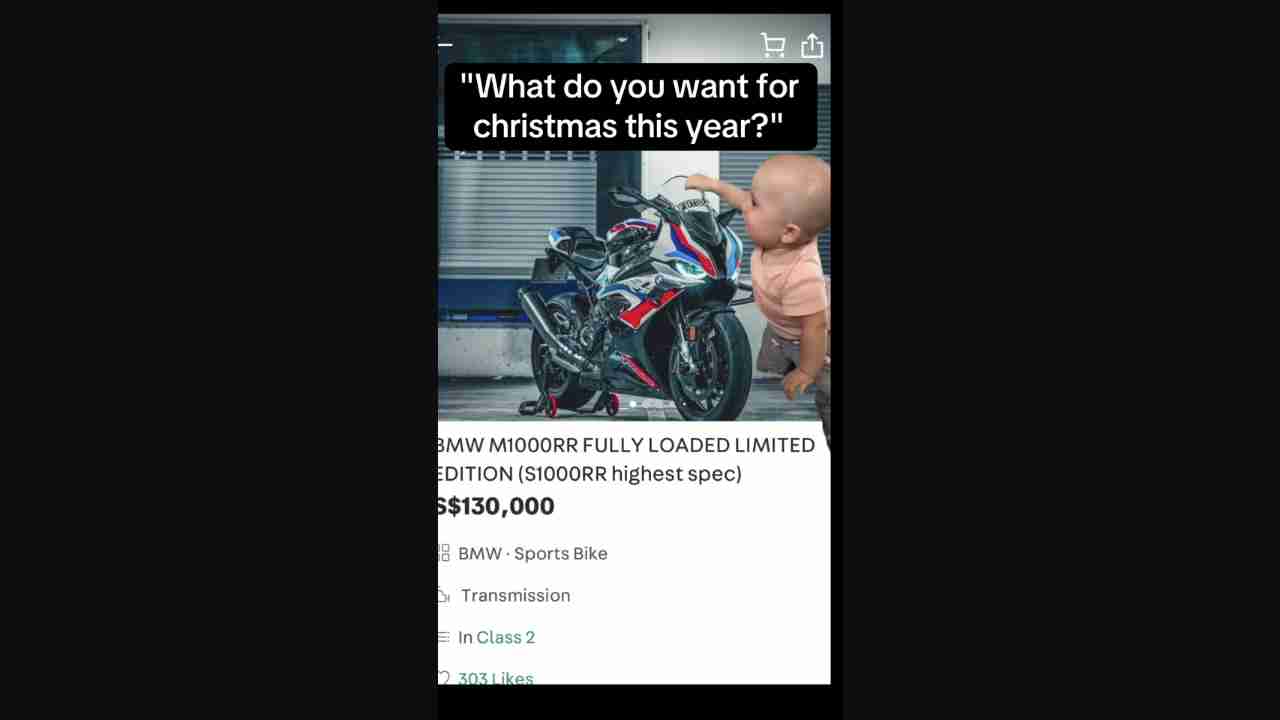 "What do you want for
christmas this year?"
BMW M1000RR FULLY LOADED LIMITED
EDITION (S1000RR highest spec)
S$130,000
BMW · Sports Bike
Transmission
In Class 2
303 Likes